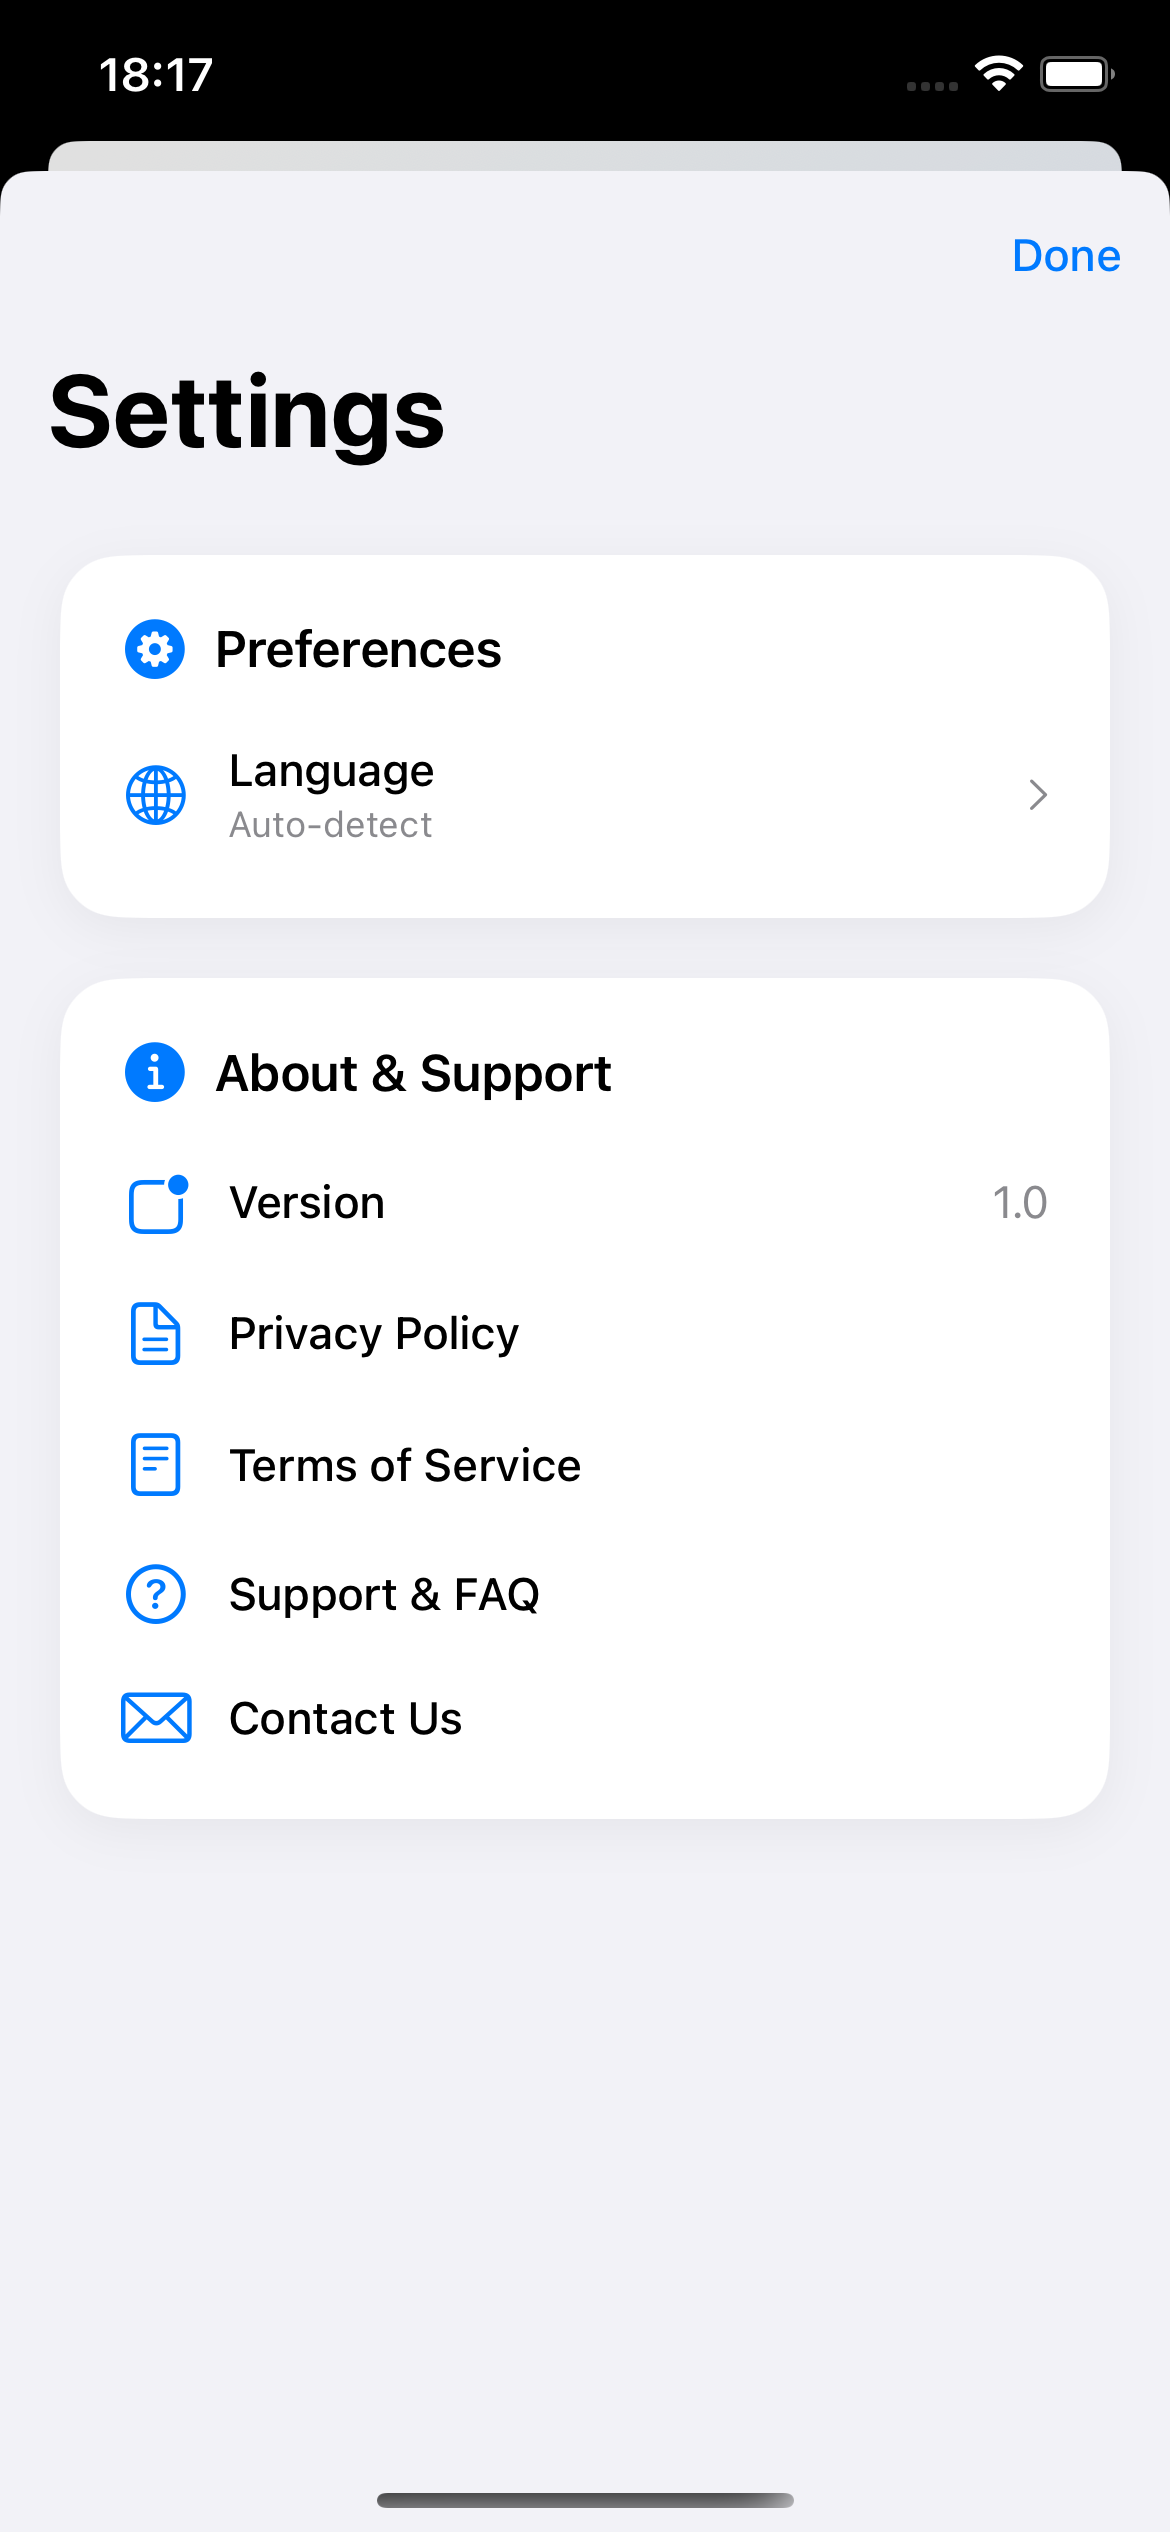 18:17
Done
Settings
Preferences
Language
Auto-detect
About & Support
Version 1.0
Privacy Policy
Terms of Service
Support & FAQ
Contact Us